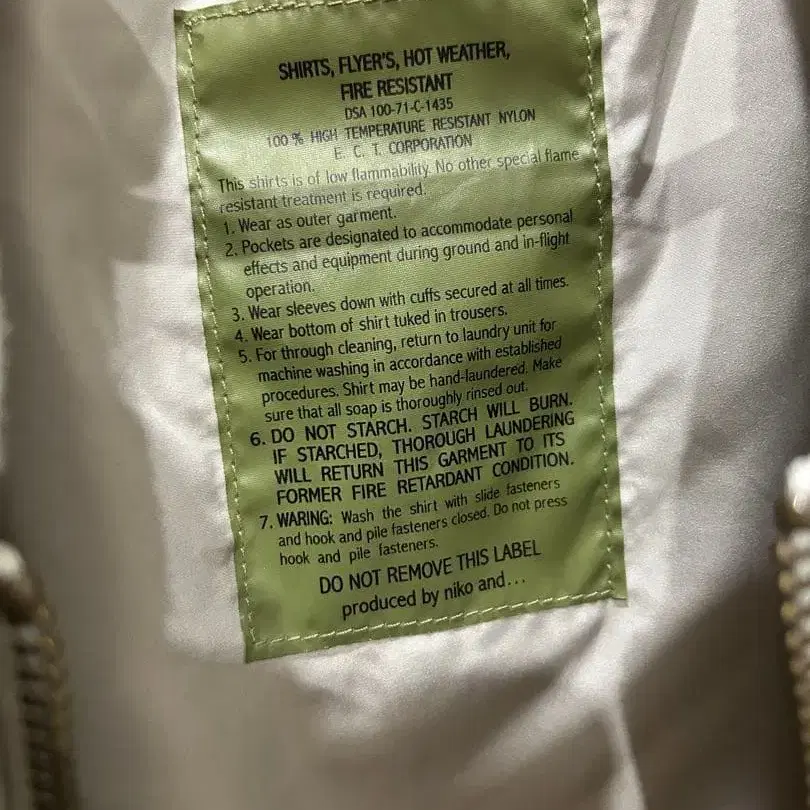 SHIRTS, FLYER'S, HOT WEATHER,
FIRE RESISTANT
DSA 100-71-C-1435
100 % HIGH TEMPERATURE RESISTANT NYLON
E. C. T. CORPORATION
This shirts is of low flammability. No other special flame
resistant treatment is required.
1. Wear as outer garment.
2. Pockets are designated to accommodate personal
effects and equipment during ground and in-flight
operation.
3. Wear sleeves down with cuffs secured at all times.
4. Wear bottom of shirt tuked in trousers.
5. For through cleaning, return to laundry unit for
machine washing in accordance with established
procedures. Shirt may be hand-laundered. Make
sure that all soap is thoroughly rinsed out.
6. DO NOT STARCH. STARCH WILL BURN.
IF STARCHED, THOROUGH LAUNDERING
WILL RETURN THIS GARMENT TO ITS
FORMER FIRE RETARDANT CONDITION.
7. WARING: Wash the shirt with slide fasteners
and hook and pile fasteners closed. Do not press
hook and pile fasteners.
DO NOT REMOVE THIS LABEL
produced by niko and...